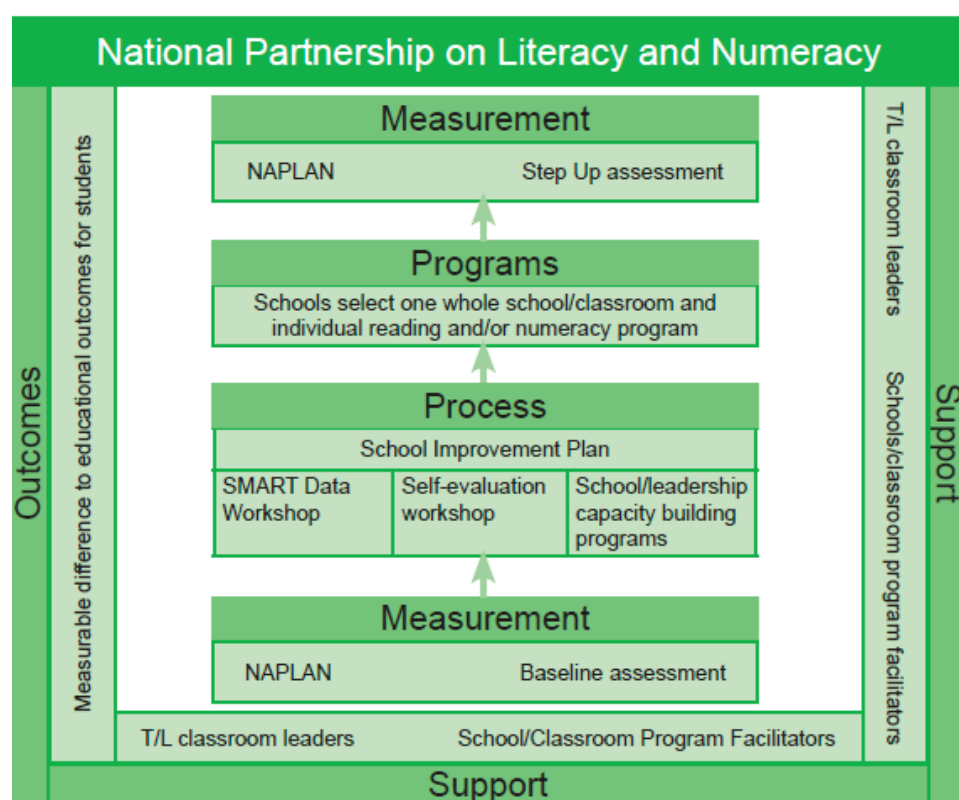 National Partnership on Literacy and Numeracy
Outcomes
Measurable difference to educational outcomes for students
Measurement
NAPLAN Step Up assessment
Programs
Schools select one whole school/classroom and
individual reading and/or numeracy program
Process
School Improvement Plan
SMART Data
Workshop
Self-evaluation
workshop
School/leadership
capacity building
programs
Measurement
NAPLAN Baseline assessment
T/L classroom leaders School/Classroom Program Facilitators
Support
T/L classroom leaders
Schools/classroom program facilitators
Support